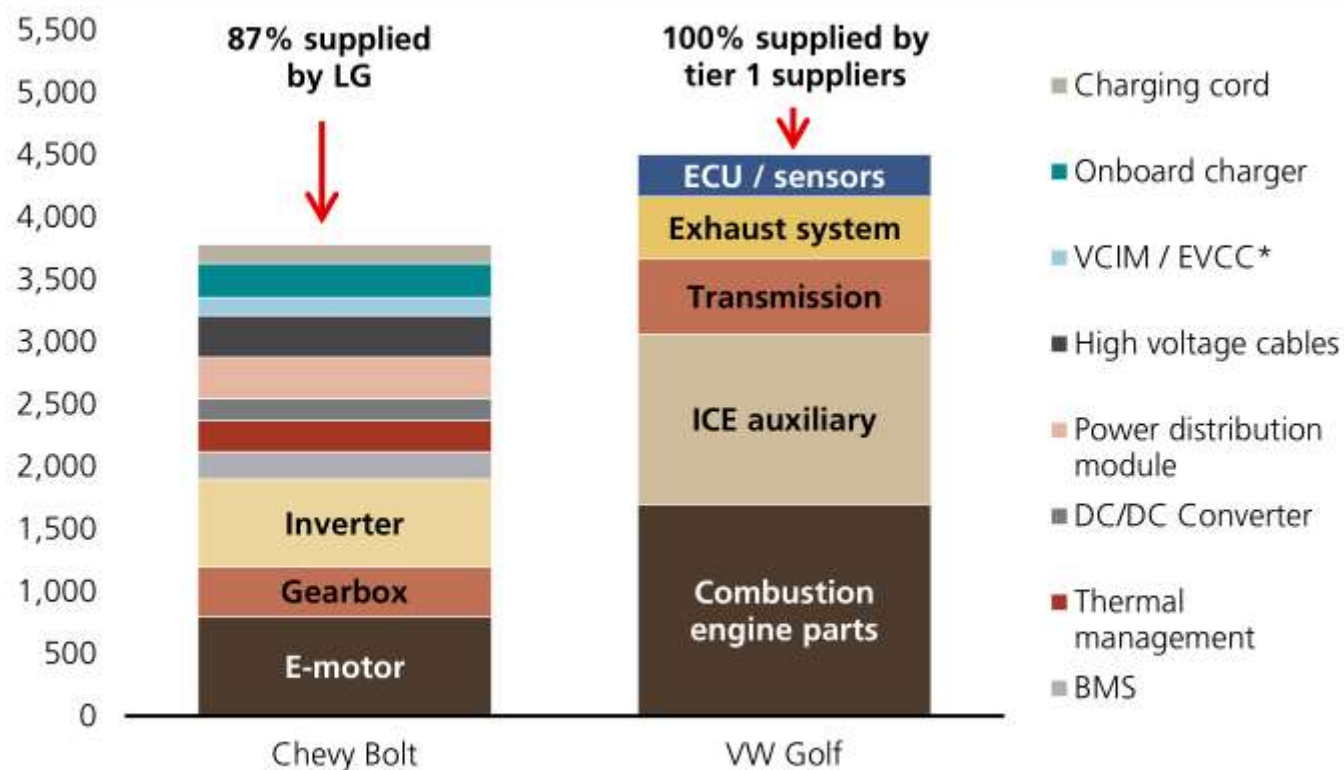 5,500
5,000
4,500
4,000
3,500
3,000
2,500
2,000
1,500
1,000
500
0
87% supplied
by LG
100% supplied by
tier 1 suppliers
Inverter
Gearbox
E-motor
ECU / sensors
Exhaust system
Transmission
ICE auxiliary
Combustion
engine parts
Chevy Bolt
VW Golf
Charging cord
Onboard charger
VCIM / EVCC*
High voltage cables
Power distribution
module
DC/DC Converter
Thermal
management
BMS